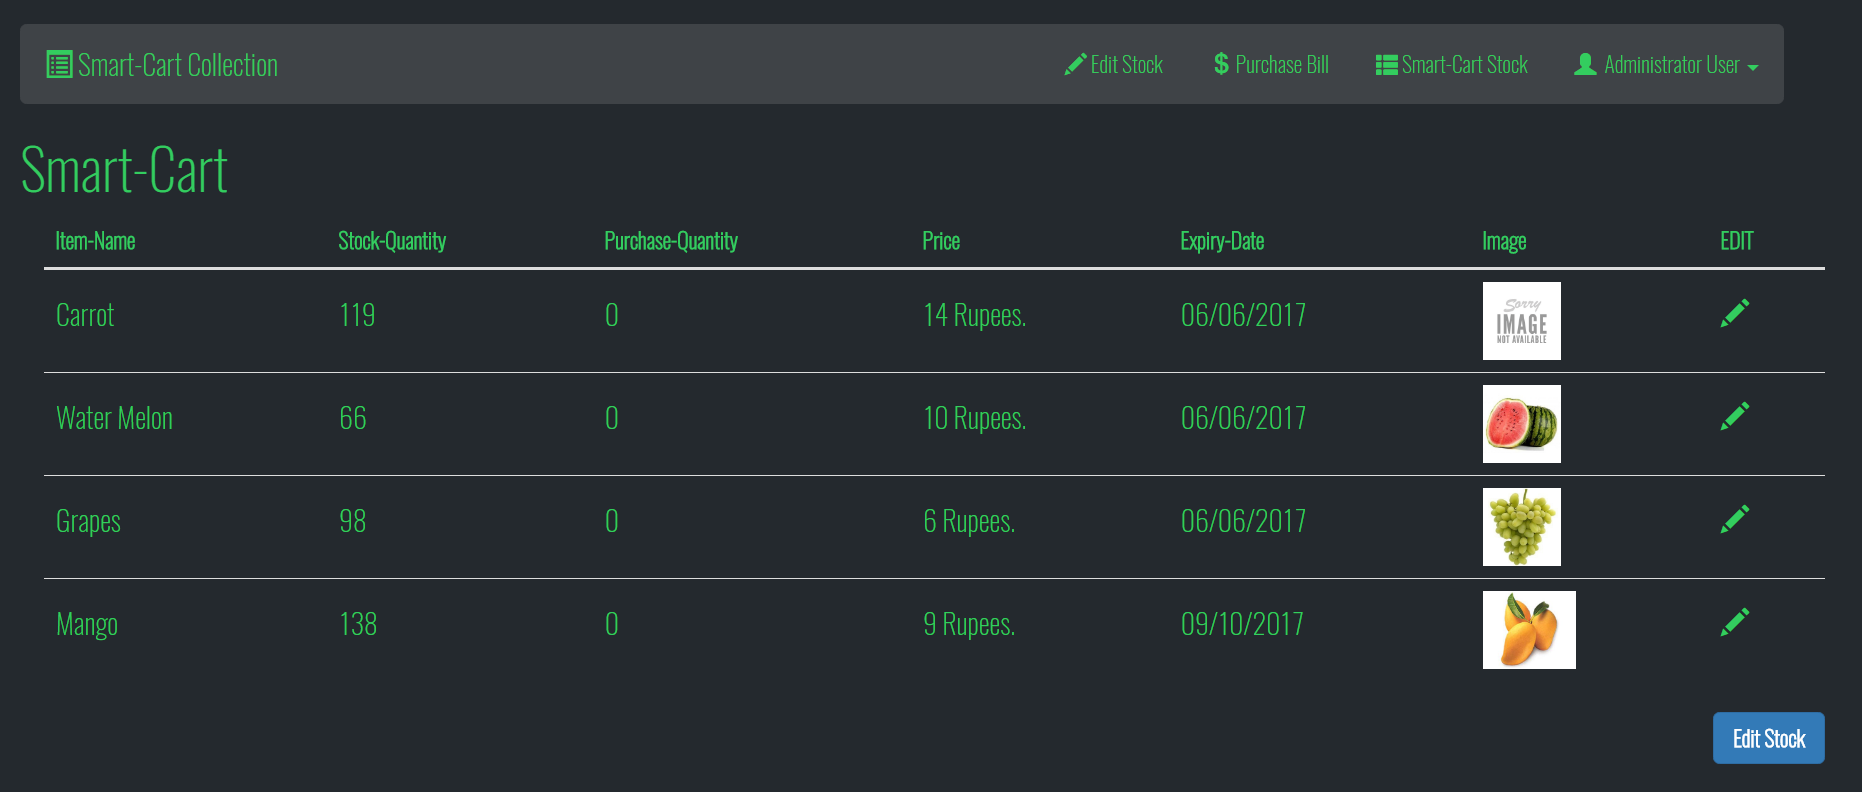 Smart-Cart Collection Edit Stock $ Purchase Bill Smart-Cart Stock Administrator User
Smart-Cart
Item-Name Stock-Quantity Purchase-Quantity Price Expiry-Date Image EDIT
Carrot 119 0 14 Rupees. 06/06/2017
Sorry
IMAGE
NOT AVAILABLE
Water Melon 66 0 10 Rupees. 06/06/2017
Grapes 98 0 6 Rupees. 06/06/2017
Mango 138 0 9 Rupees. 09/10/2017
Edit Stock